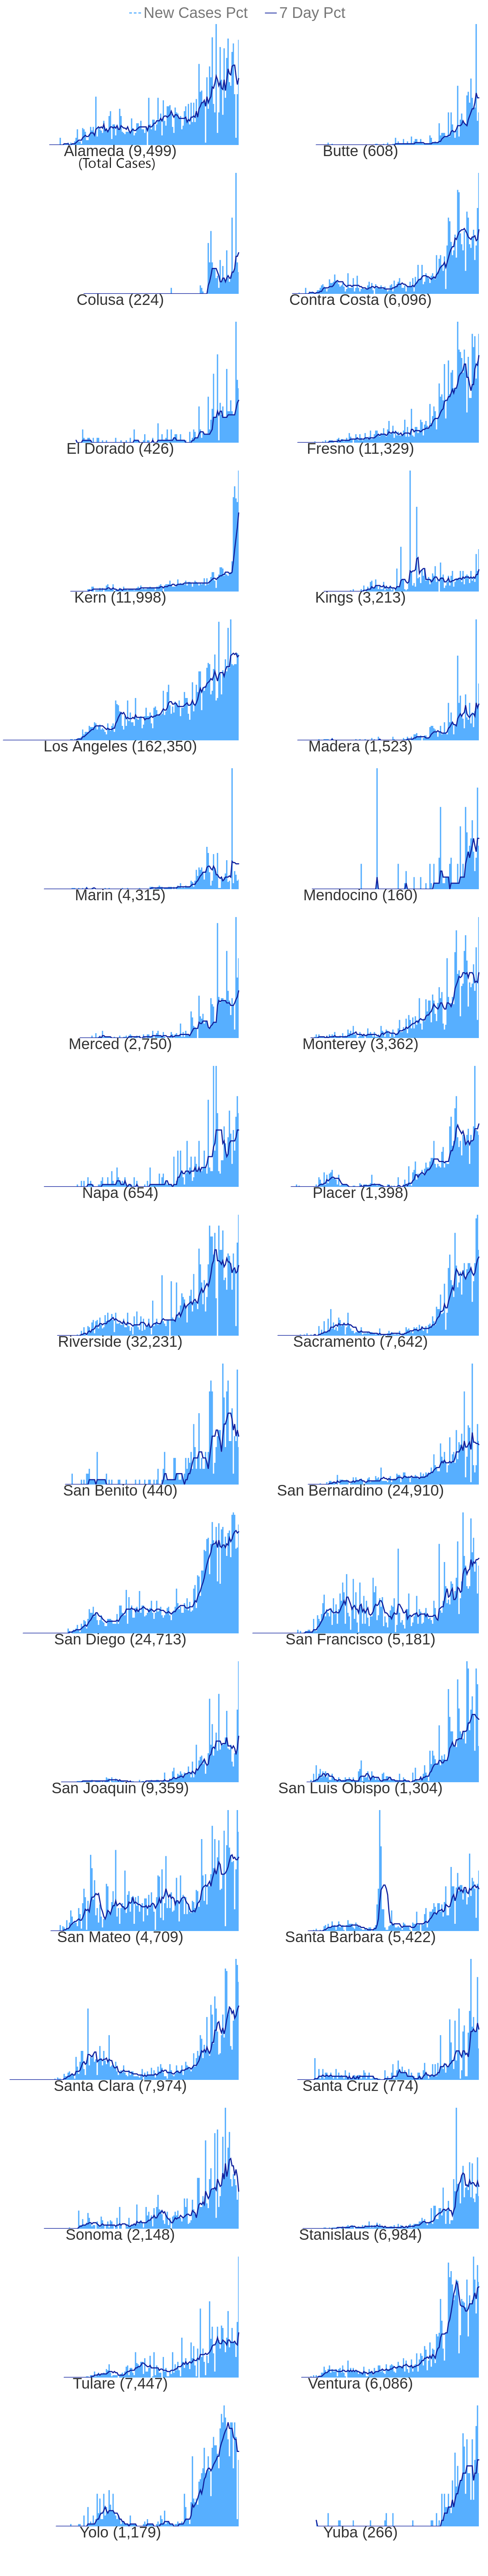 New Cases Pct 7 Day Pct
Alameda (9,499) Butte (608)
(Total Cases)
Colusa (224) Contra Costa (6,096)
El Dorado (426) Fresno (11,329)
Kern (11,998) Kings (3,213)
Los Angeles (162,350) Madera (1,523)
Marin (4,315) Mendocino (160)
Merced (2,750) Monterey (3,362)
Napa (654) Placer (1,398)
Riverside (32,231) Sacramento (7,642)
San Benito (440) San Bernardino (24,910)
San Diego (24,713) San Francisco (5,181)
San Joaquin (9,359) San Luis Obispo (1,304)
San Mateo (4,709) Santa Barbara (5,422)
Santa Clara (7,974) Santa Cruz (774)
Sonoma (2,148) Stanislaus (6,984)
Tulare (7,447) Ventura (6,086)
Yolo (1,179) Yuba (266)